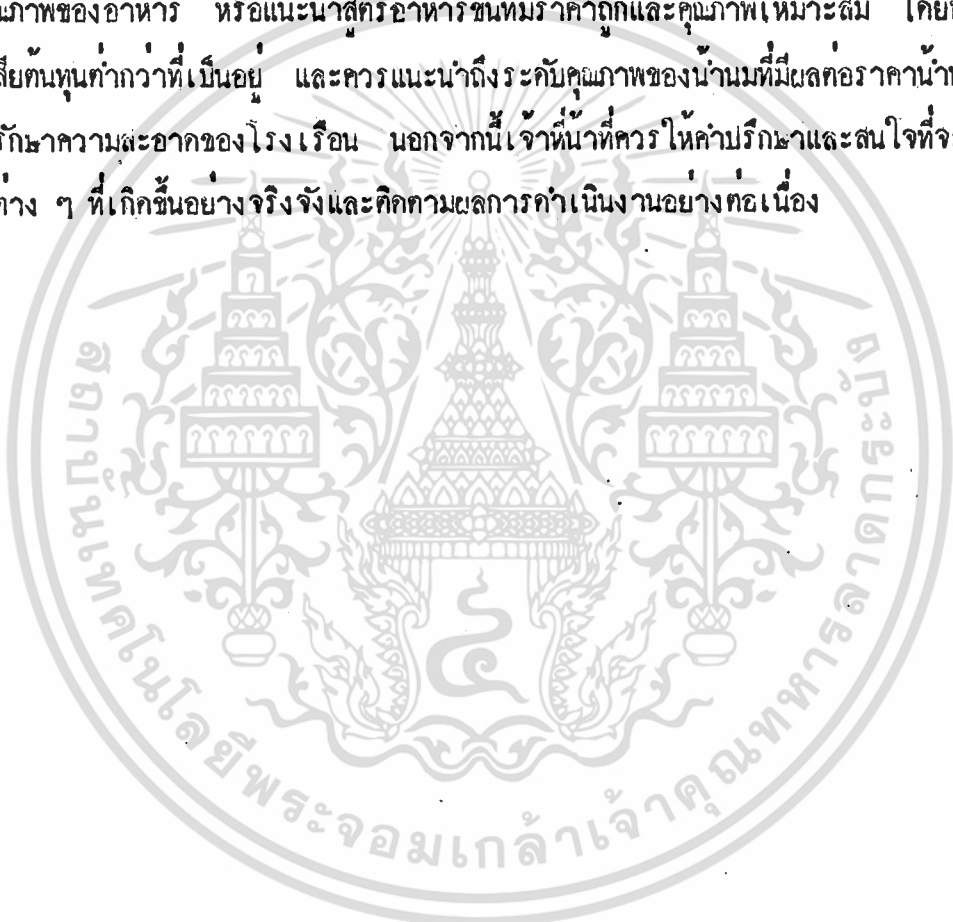 ณภาพของอาหาร หรือแนะนำสูตรอาหารข้นที่มีราคาถูกและคุณภาพเหมาะสม โดย
สียต้นทุนต่ำกว่าที่เป็นอยู่ และควรแนะนำถึงระดับคุณภาพของน้ำนมที่มีผลต่อราคาน้ำ
รักษาความสะอาดของโรงเรือน นอกจากนี้เจ้าที่น้าที่ควรให้คำปรึกษาและสนใจที่จะ
ต่าง ๆ ที่เกิดขึ้นอย่างจริงจังและติดตามผลการดำเนินงานอย่างต่อเนื่อง
สถาบันเทคโนโลยีพระจอมเกล้าเจ้าคุณทหารลาดกระบัง